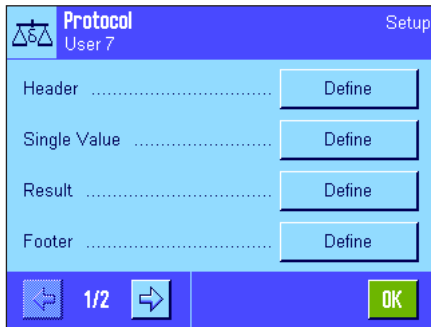 Protocol Setup
User 7
Header ................................ Define
Single Value ........................ Define
Result ................................. Define
Footer ................................. Define
1/2 OK